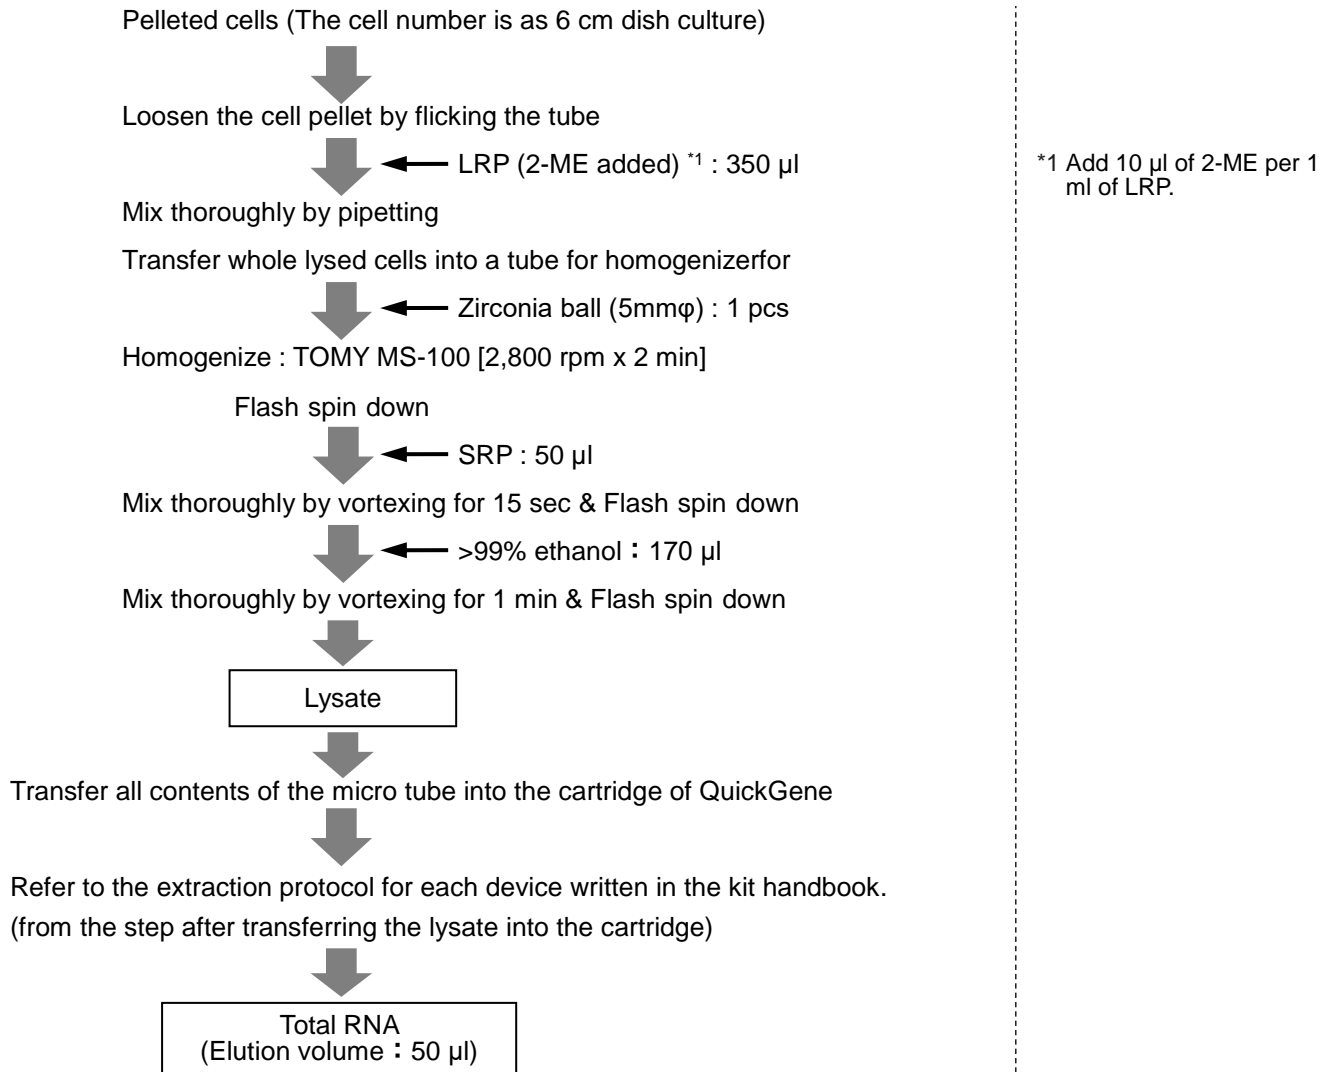 Pelleted cells (The cell number is as 6 cm dish culture)
Loosen the cell pellet by flicking the tube
LRP (2-ME added) *1 : 350 µl
*1 Add 10 µl of 2-ME per 1
ml of LRP.
Mix thoroughly by pipetting
Transfer whole lysed cells into a tube for homogenizerfor
Zirconia ball (5mmφ) : 1 pcs
Homogenize : TOMY MS-100 [2,800 rpm x 2 min]
Flash spin down
SRP : 50 µl
Mix thoroughly by vortexing for 15 sec & Flash spin down
>99% ethanol：170 µl
Mix thoroughly by vortexing for 1 min & Flash spin down
Lysate
Transfer all contents of the micro tube into the cartridge of QuickGene
Refer to the extraction protocol for each device written in the kit handbook.
(from the step after transferring the lysate into the cartridge)
Total RNA
(Elution volume：50 µl)